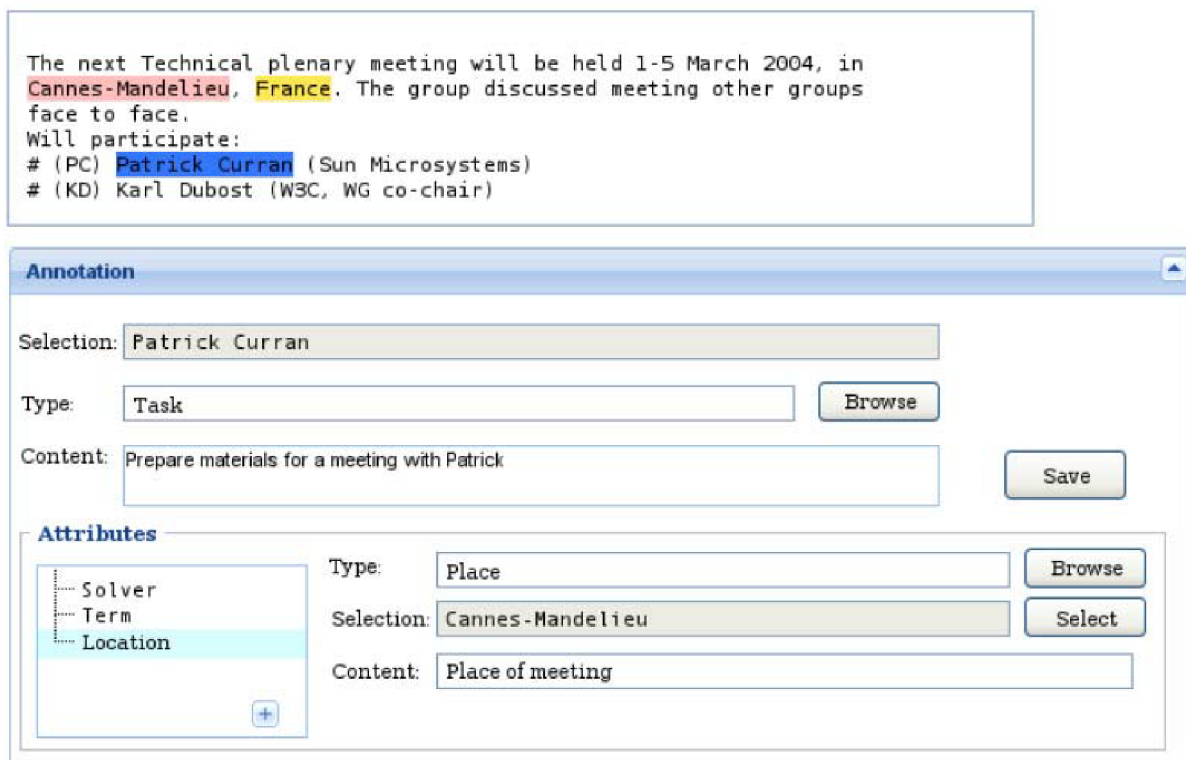 The next Technical plenary meeting will be held 1-5 March 2004, in
Cannes-Mandelieu, France. The group discussed meeting other groups
face to face.
Will participate:
# (PC) Patrick Curran (Sun Microsystems)
# (KD) Karl Dubost (W3C, WG co-chair)
Annotation
Selection: Patrick Curran
Type: Task Browse
Content: Prepare materials for a meeting with Patrick
Save
Attributes
Solver
Term
Location
+
Type: Place Browse
Selection: Cannes-Mandelieu Select
Content: Place of meeting